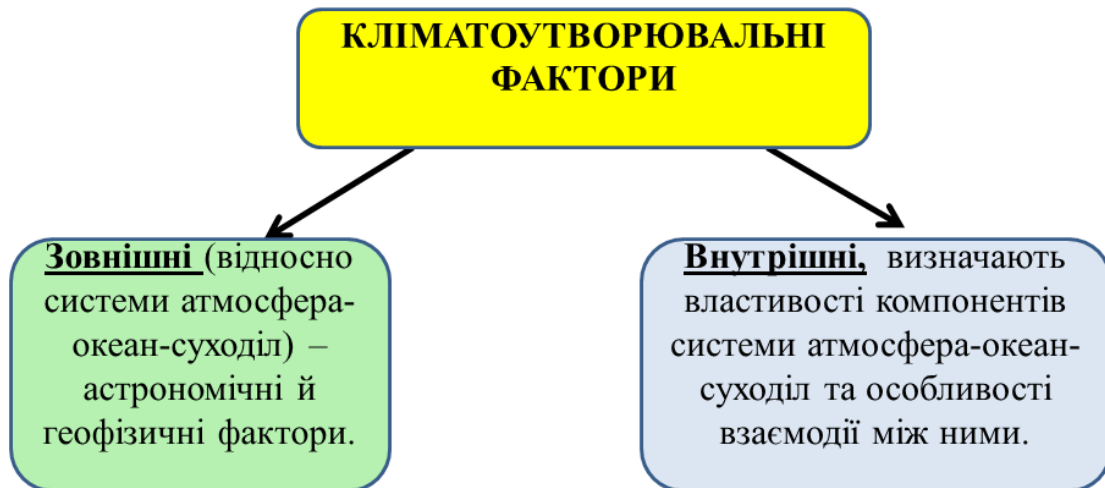 КЛІМАТОУТВОРЮВАЛЬНІ
ФАКТОРИ
Зовнішні (відносно
системи атмосфера-
океан-суходіл) –
астрономічні й
геофізичні фактори.
Внутрішні, визначають
властивості компонентів
системи атмосфера-океан-
суходіл та особливості
взаємодії між ними.